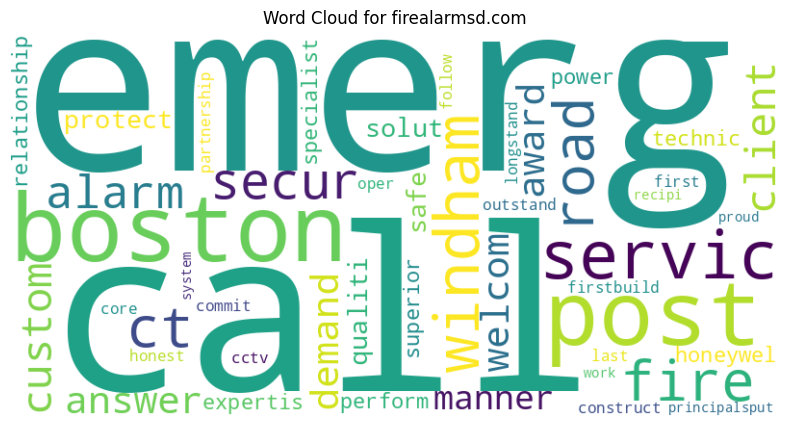 Word Cloud for firealarmsd.com
emerg
call
boston
post
servic
windham
fire
road
secur
alarm
ct
client
custom
answer
demand
welcom
award
manner
solut
protect
relationship
partnership
specialist
follow
power
technic
longstand
first
recipi
proud
outstand
oper
safe
qualiti
superior
system
core
commit
honest
cctv
expertis
perform
firstbuild
last
honeywel
work
construct
principalsput